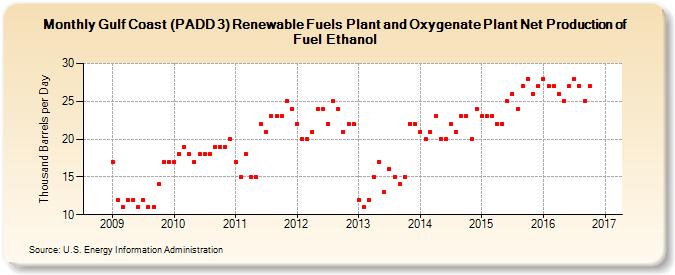 Monthly Gulf Coast (PADD 3) Renewable Fuels Plant and Oxygenate Plant Net Production of
Fuel Ethanol
Thousand Barrels per Day
30
25
20
15
10
2009 2010 2011 2012 2013 2014 2015 2016 2017
Source: U.S. Energy Information Administration